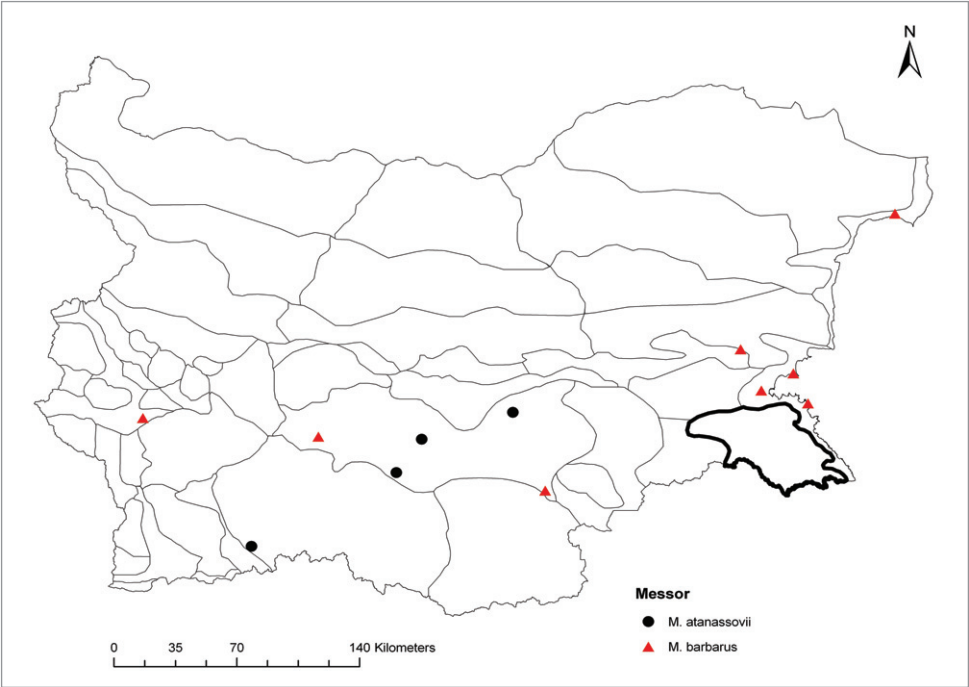 N
Messor
M. atanassovii
M. barbarus
0 35 70 140 Kilometers